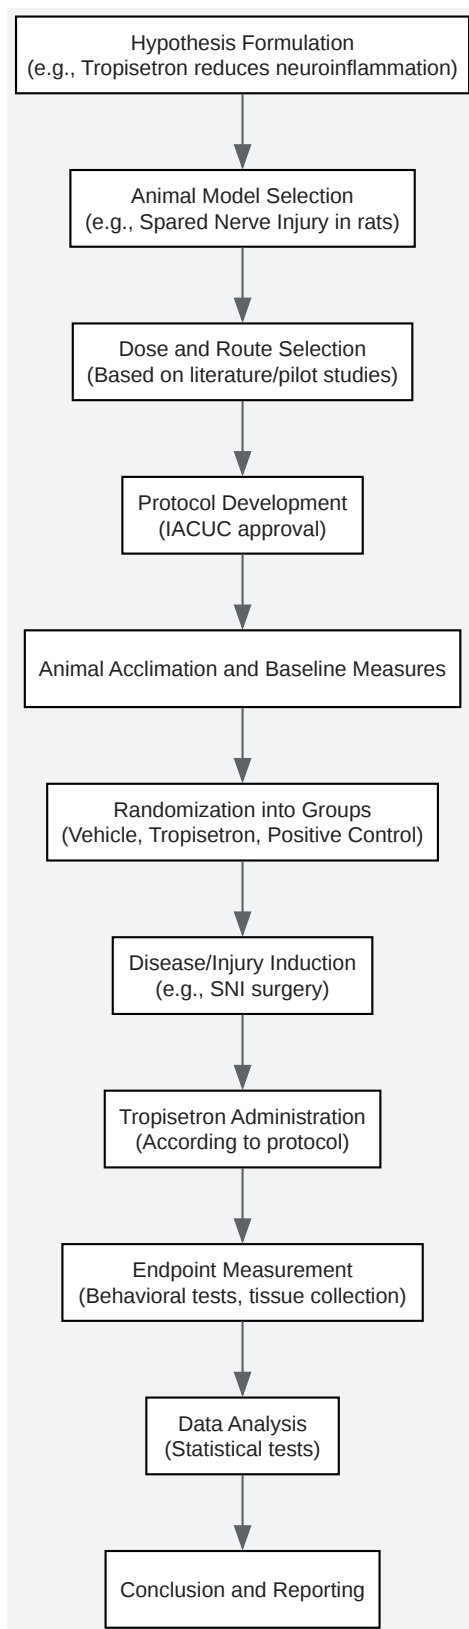 Hypothesis Formulation
(e.g., Tropisetron reduces neuroinflammation)
Animal Model Selection
(e.g., Spared Nerve Injury in rats)
Dose and Route Selection
(Based on literature/pilot studies)
Protocol Development
(IACUC approval)
Animal Acclimation and Baseline Measures
Randomization into Groups
(Vehicle, Tropisetron, Positive Control)
Disease/Injury Induction
(e.g., SNI surgery)
Tropisetron Administration
(According to protocol)
Endpoint Measurement
(Behavioral tests, tissue collection)
Data Analysis
(Statistical tests)
Conclusion and Reporting